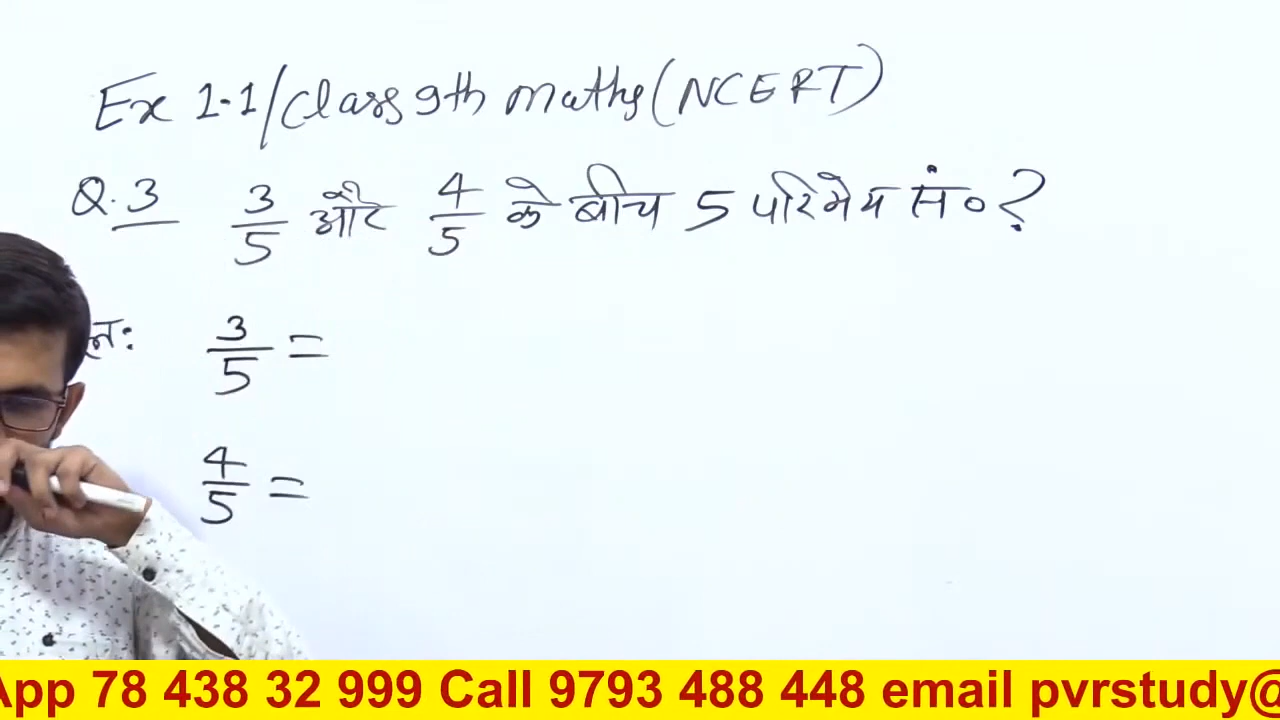 Ex 1.1/Class 9th maths (NCERT)
Q.3 3/5 और 4/5 के बीच 5 परिमेय सं० ?
3/5 =
4/5 =
App 78 438 32 999 Call 9793 488 448 email pvrstudy@